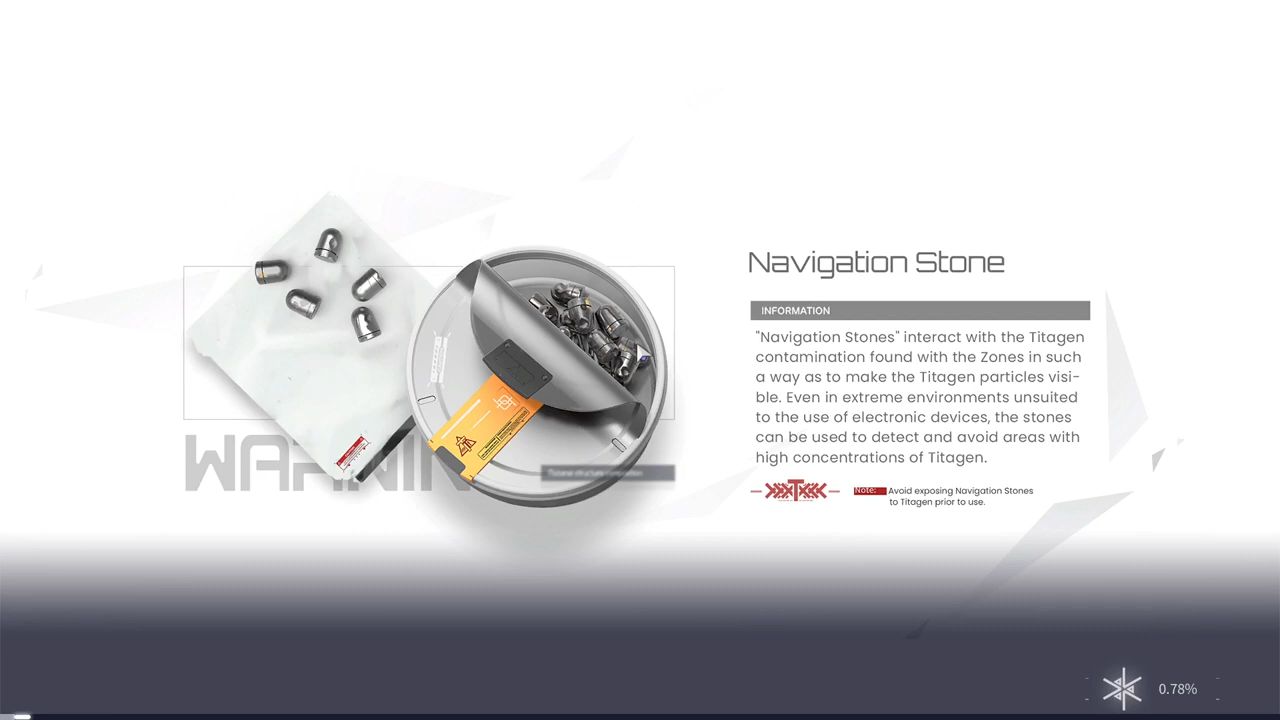 Navigation Stone
INFORMATION
"Navigation Stones" interact with the Titagen
contamination found with the Zones in such
a way as to make the Titagen particles visi-
ble. Even in extreme environments unsuited
to the use of electronic devices, the stones
can be used to detect and avoid areas with
high concentrations of Titagen.
Note: Avoid exposing Navigation Stones
to Titagen prior to use.
0.78%